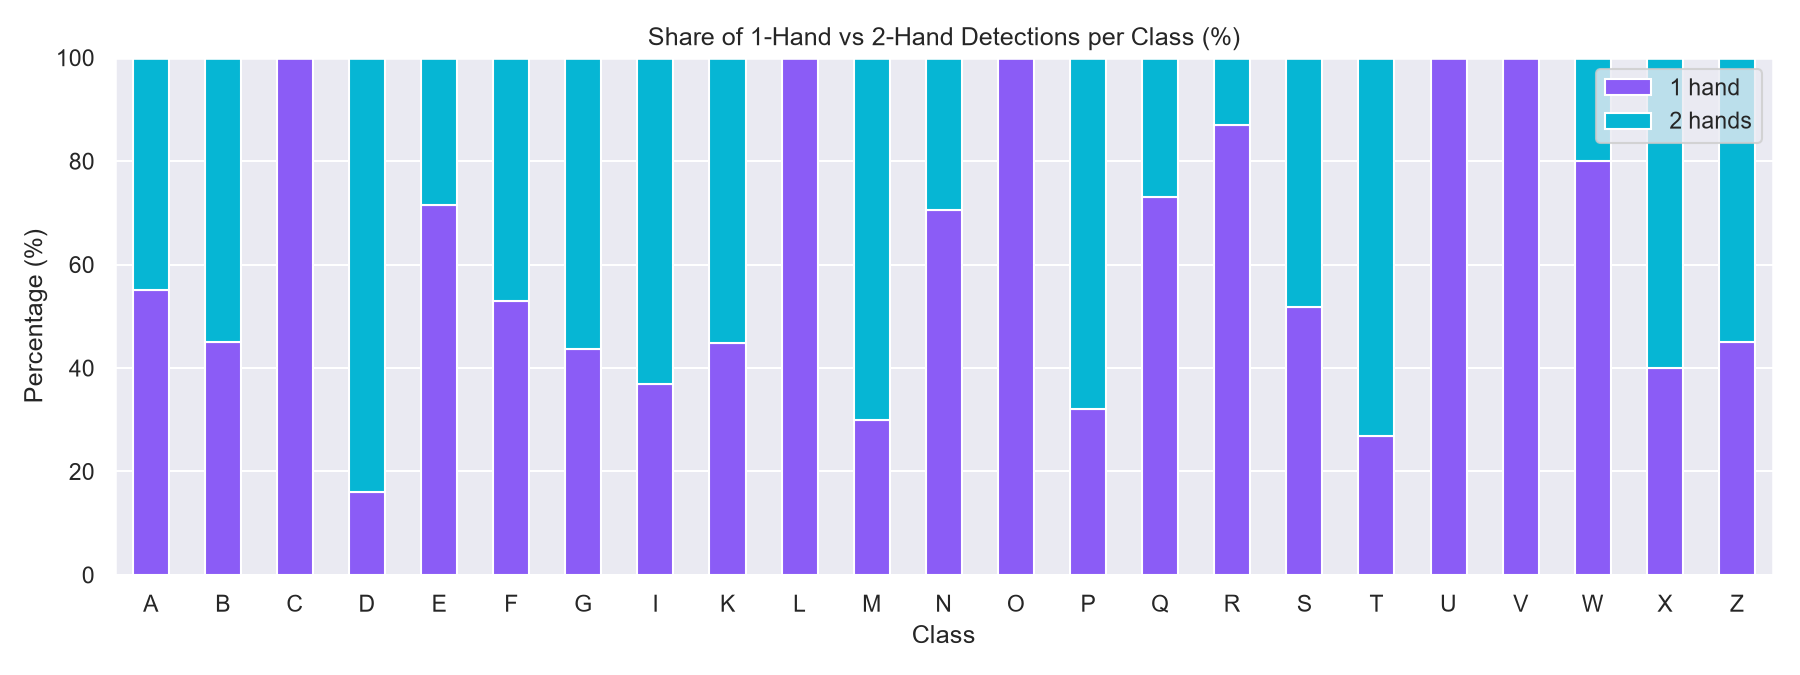 Share of 1-Hand vs 2-Hand Detections per Class (%)
1 hand
2 hands
Percentage (%)
100
80
60
40
20
0
A B C D E F G I K L M N O P Q R S T U V W X Z
Class